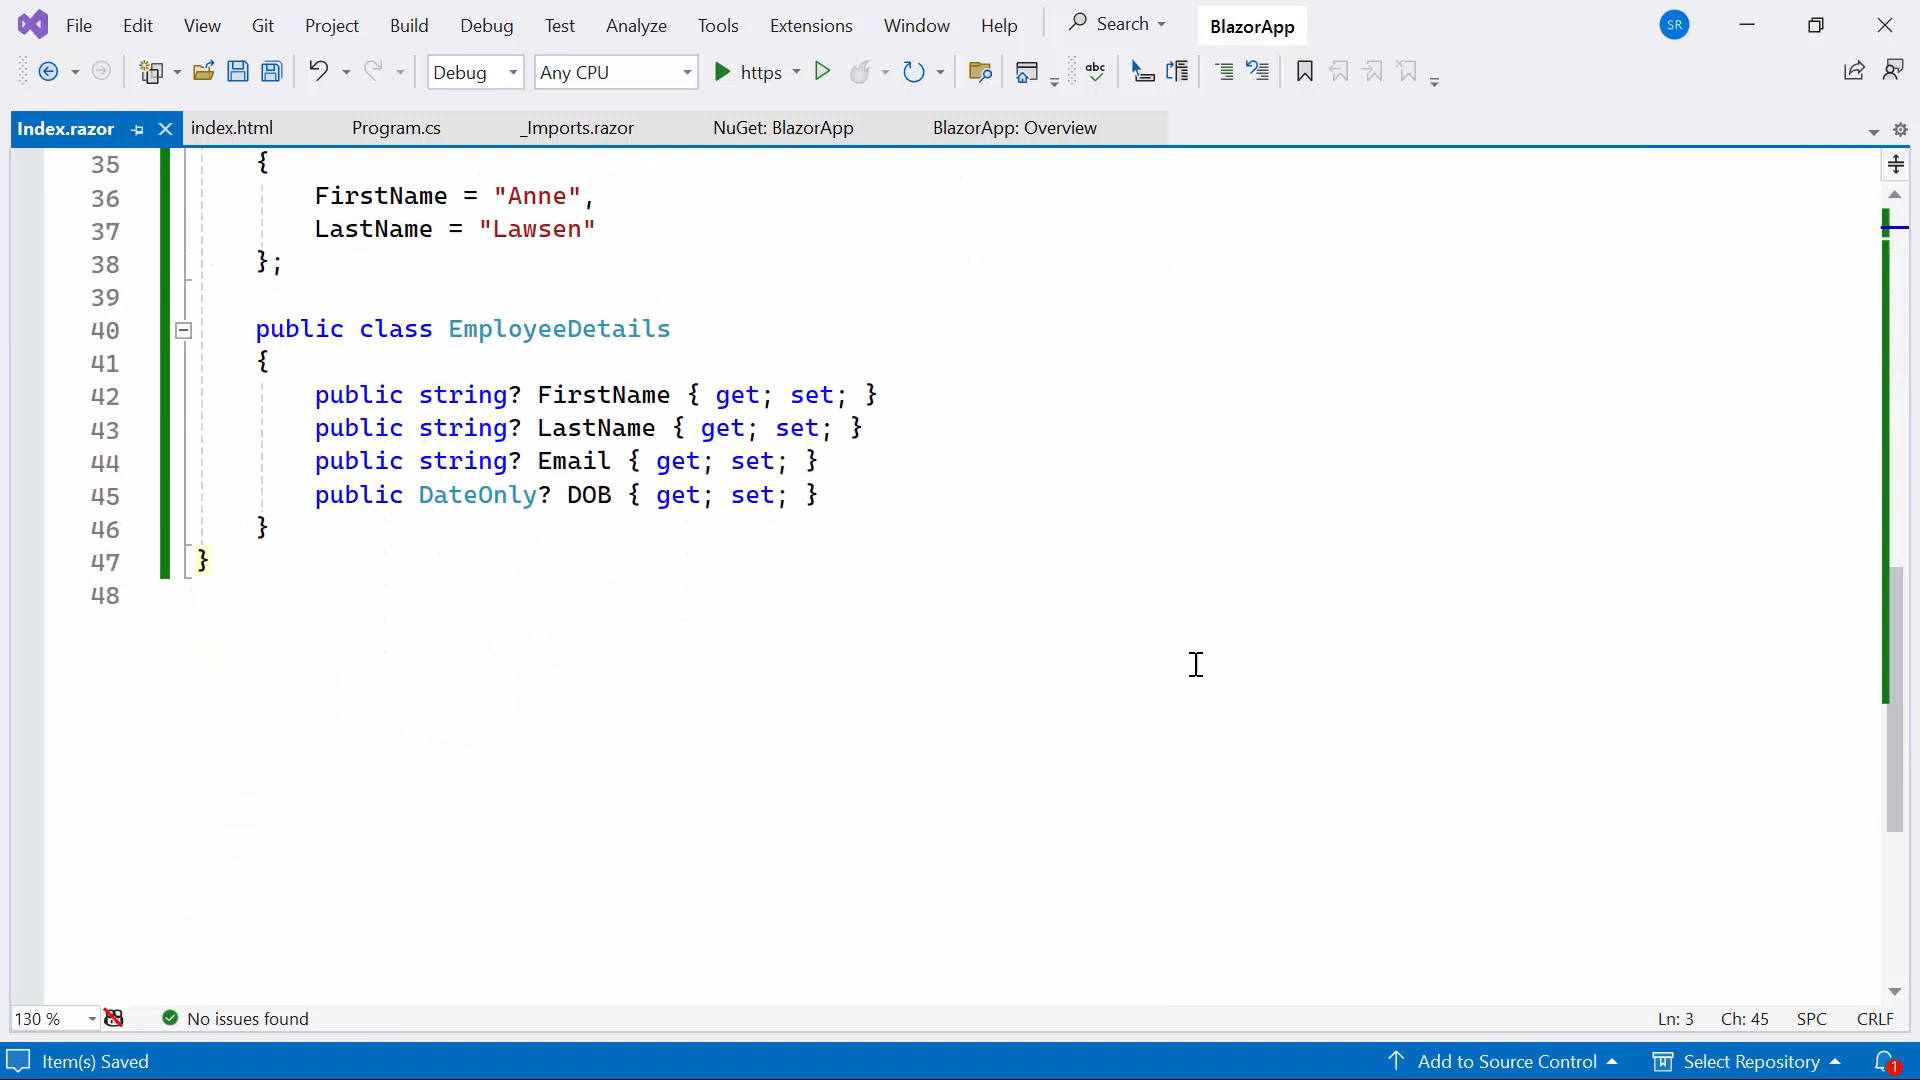 File Edit View Git Project Build Debug Test Analyze Tools Extensions Window Help Search BlazorApp SR
Debug Any CPU https abc
Index.razor index.html Program.cs _Imports.razor NuGet: BlazorApp BlazorApp: Overview
35 {
36 FirstName = "Anne",
37 LastName = "Lawsen"
38 };
39
40 public class EmployeeDetails
41 {
42 public string? FirstName { get; set; }
43 public string? LastName { get; set; }
44 public string? Email { get; set; }
45 public DateOnly? DOB { get; set; }
46 }
47 }
48
130 % No issues found Ln: 3 Ch: 45 SPC CRLF
Item(s) Saved Add to Source Control Select Repository 1